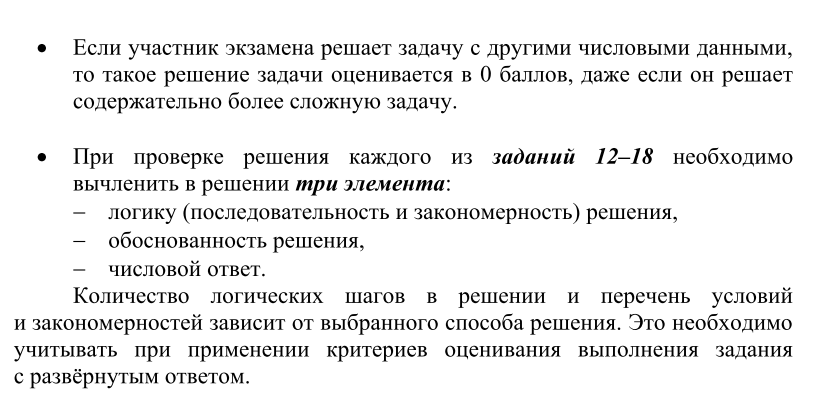 • Если участник экзамена решает задачу с другими числовыми данными,
то такое решение задачи оценивается в 0 баллов, даже если он решает
содержательно более сложную задачу.
• При проверке решения каждого из заданий 12–18 необходимо
вычленить в решении три элемента:
– логику (последовательность и закономерность) решения,
– обоснованность решения,
– числовой ответ.
Количество логических шагов в решении и перечень условий
и закономерностей зависит от выбранного способа решения. Это необходимо
учитывать при применении критериев оценивания выполнения задания
с развёрнутым ответом.